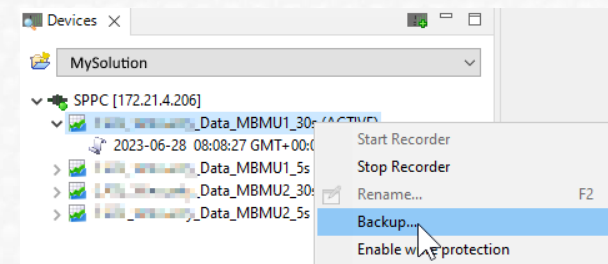 Devices
MySolution
SPPC [172.21.4.206]
_Data_MBMU1_30s (ACTIVE)
2023-06-28 08:08:27 GMT+00:0
_Data_MBMU1_5s
_Data_MBMU2_30s
_Data_MBMU2_5s
Start Recorder
Stop Recorder
Rename... F2
Backup...
Enable protection